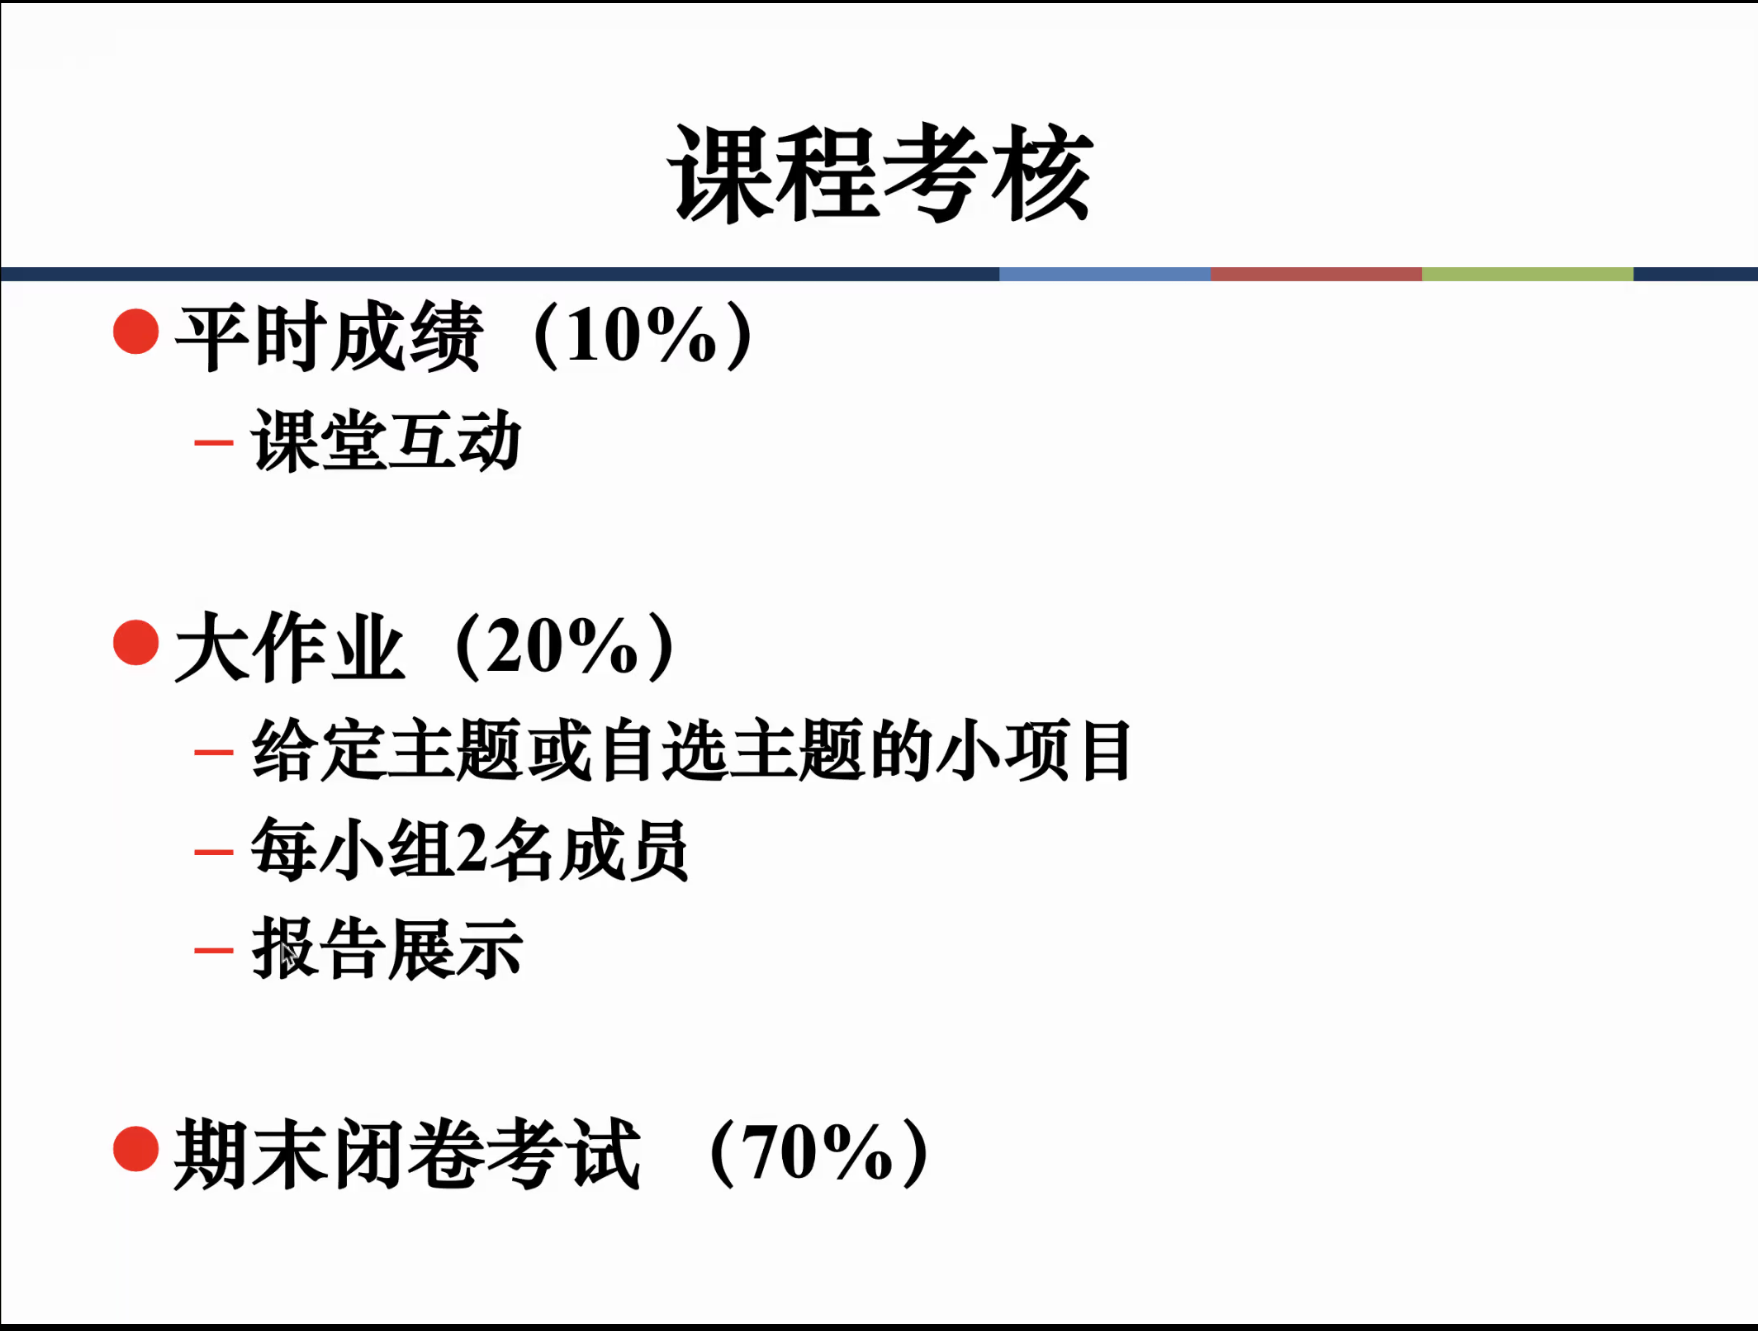 课程考核
平时成绩（10%）
– 课堂互动
大作业（20%）
– 给定主题或自选主题的小项目
– 每小组2名成员
– 报告展示
期末闭卷考试 （70%）